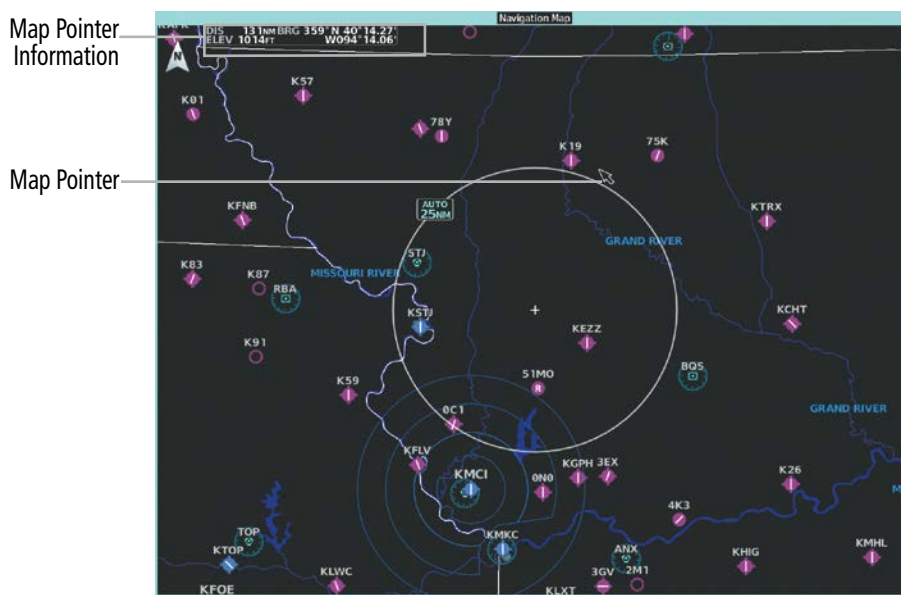 Map Pointer
Information
Navigation Map
DIS 131NM BRG 359° N 40°14.27'
ELEV 1014FT W094°14.06'
N
K57
K01
78Y
K19
75K
Map Pointer
KFNB
AUTO
25NM
KTRX
GRAND RIVER
STJ
K83
K87
MISSOURI RIVER
RBA
KSTJ
KCHT
KEZZ
K91
BQS
51MO
R
K59
0C1
GRAND RIVER
KFLV
KMCI
0N0
KGPH
3EX
K26
M
4K3
TOP
KMKC
KTOP
ANX
KHIG
KMHL
KLWC
3GV
2M1
KFOE
KLXT